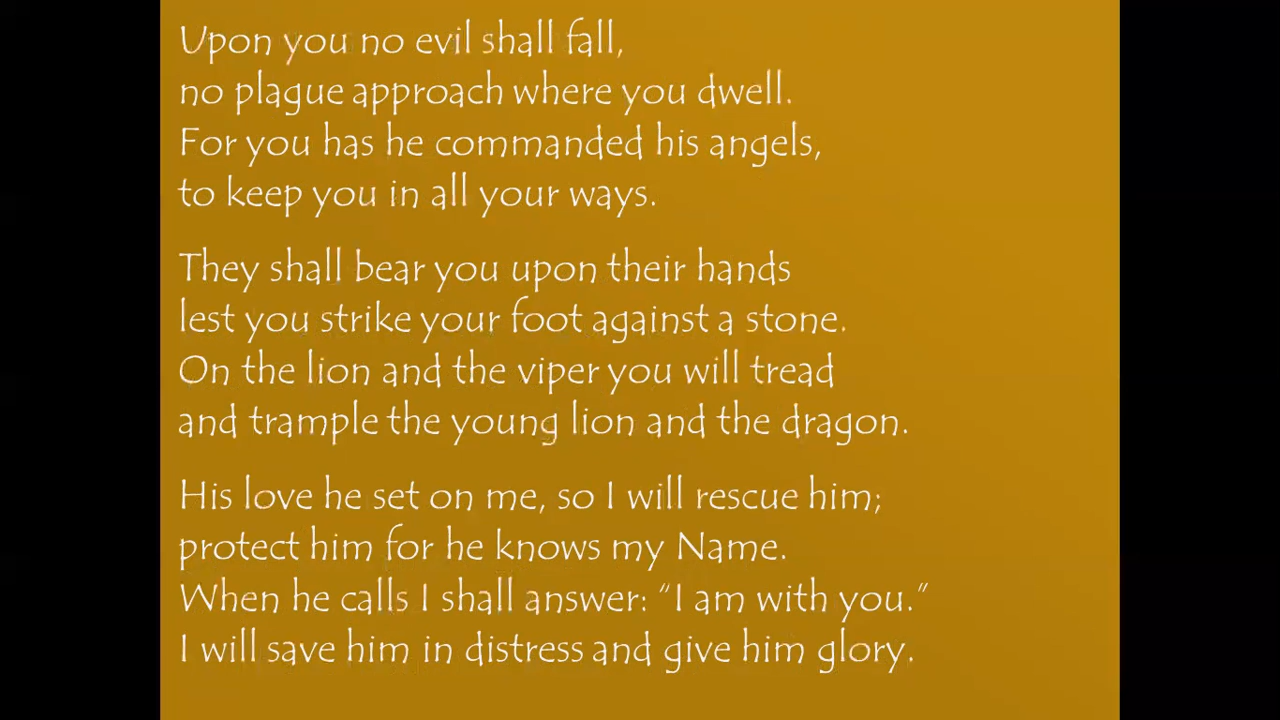 Upon you no evil shall fall,
no plague approach where you dwell.
For you has he commanded his angels,
to keep you in all your ways.
They shall bear you upon their hands
lest you strike your foot against a stone.
On the lion and the viper you will tread
and trample the young lion and the dragon.
His love he set on me, so I will rescue him;
protect him for he knows my Name.
When he calls I shall answer: “I am with you.”
I will save him in distress and give him glory.